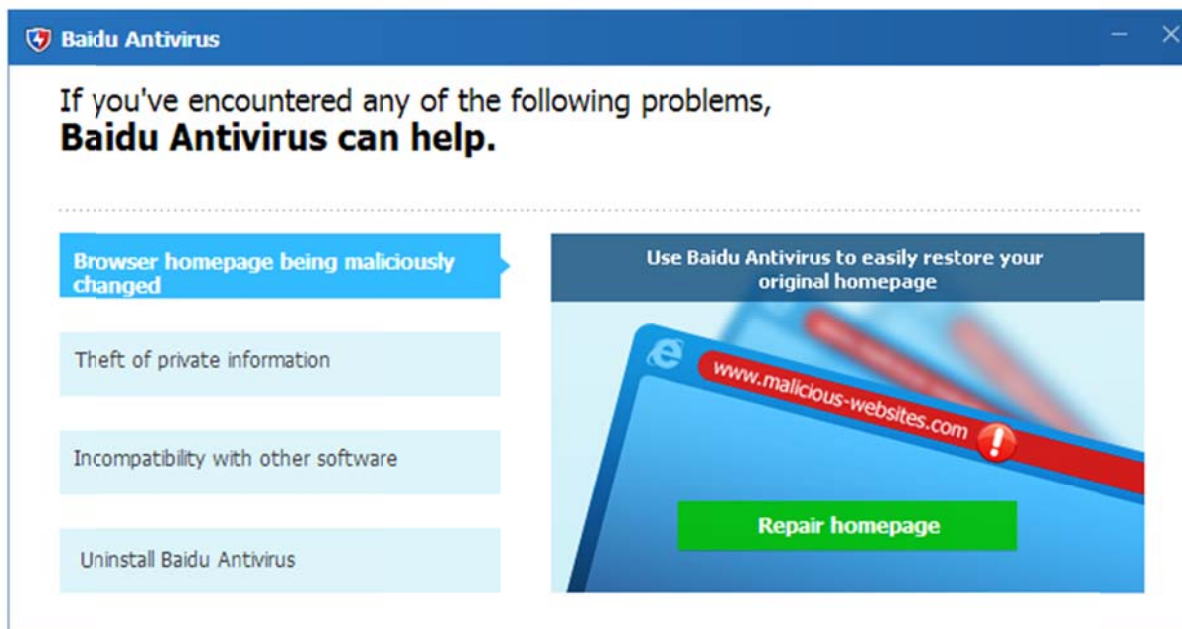 Baidu Antivirus
If you've encountered any of the following problems,
Baidu Antivirus can help.
Browser homepage being maliciously
changed
Theft of private information
Incompatibility with other software
Uninstall Baidu Antivirus
Use Baidu Antivirus to easily restore your
original homepage
www.malicious-websites.com
Repair homepage